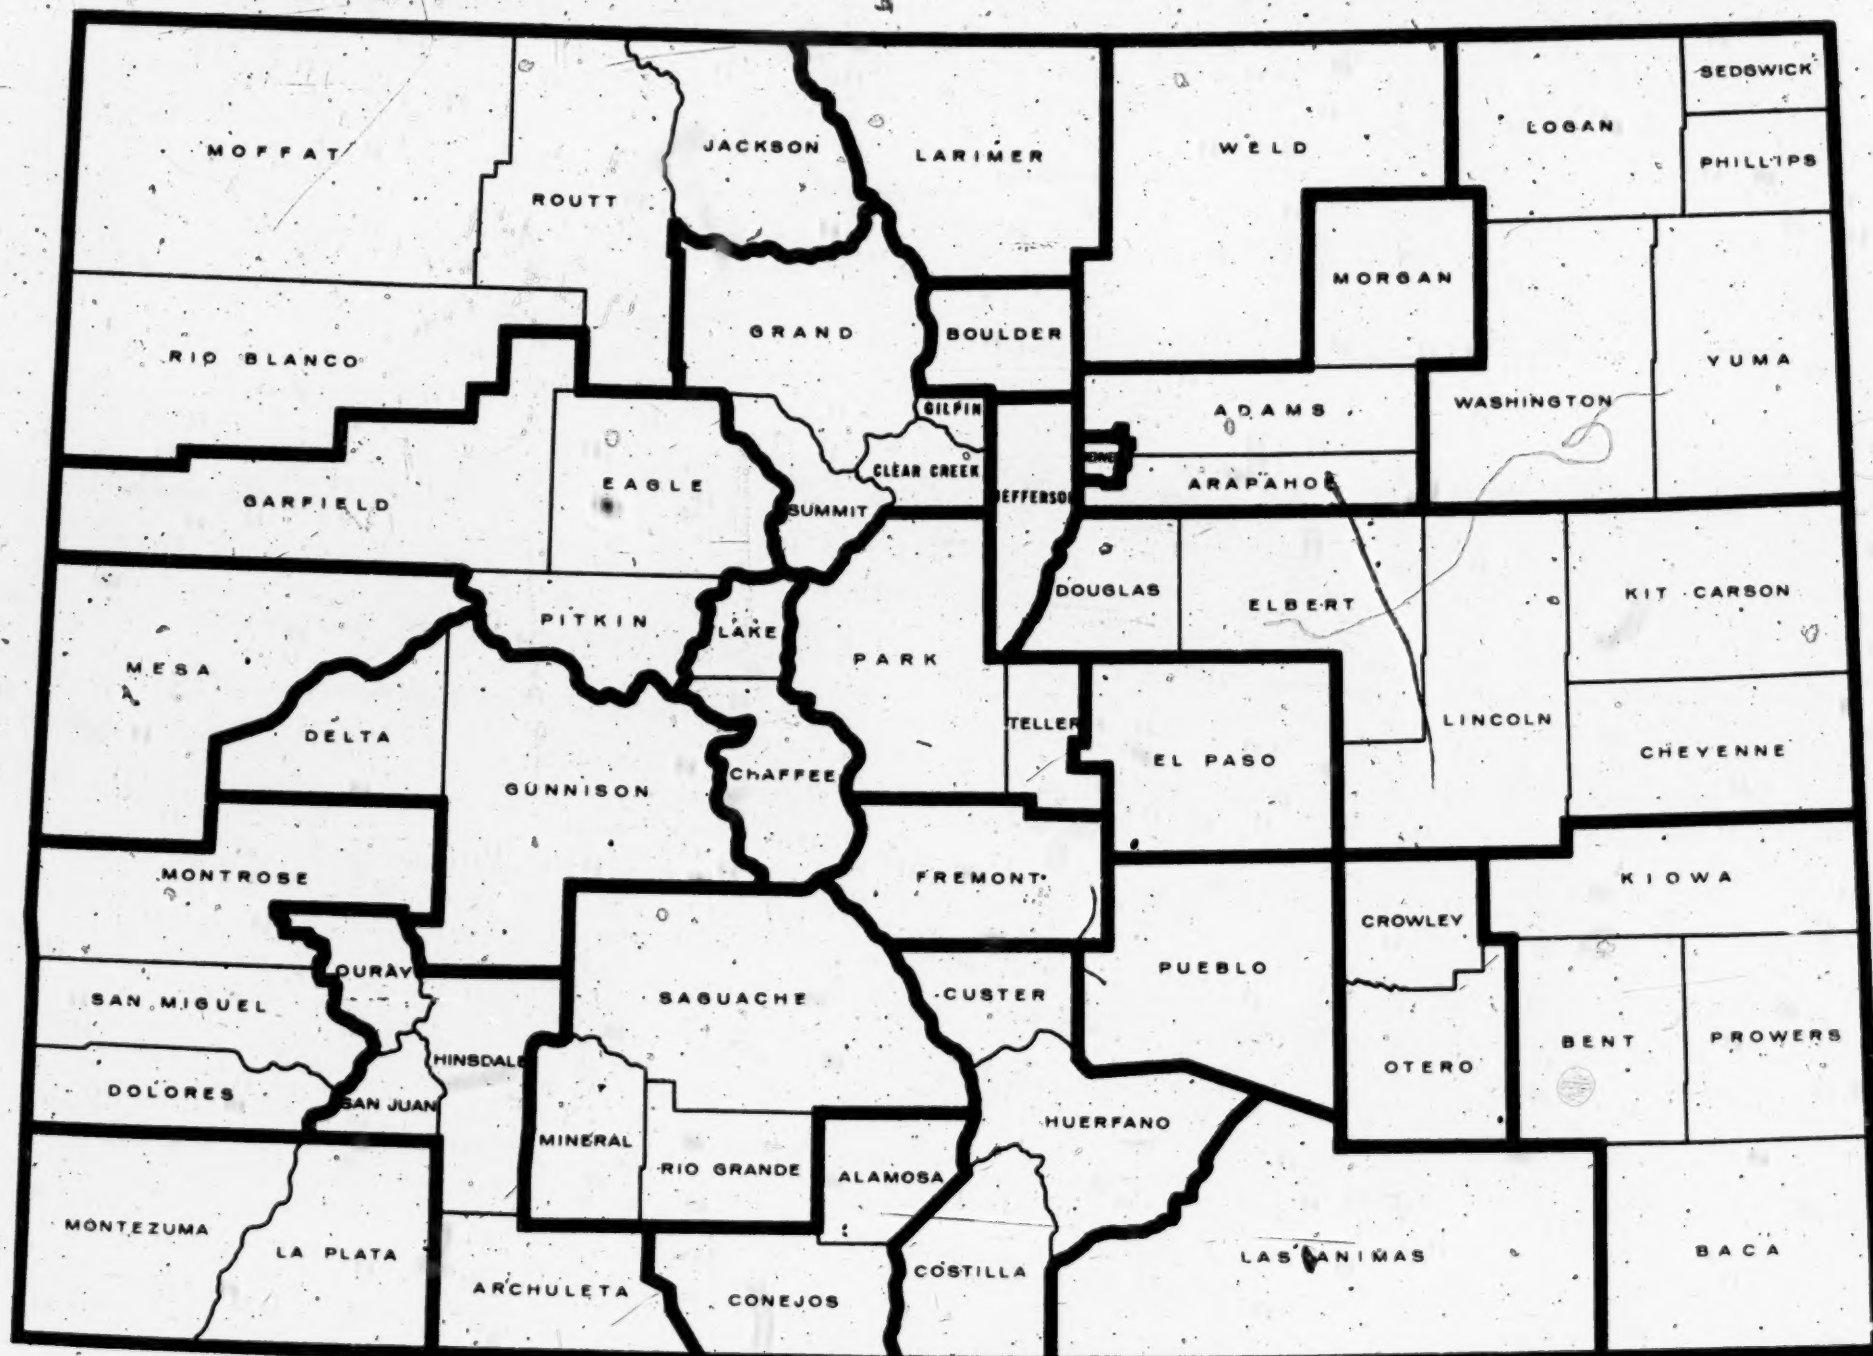 SEDGWICK
LOGAN
MOFFAT
JACKSON
LARIMER
WELD
PHILLIPS
ROUTT
MORGAN
GRAND
BOULDER
RIO BLANCO
YUMA
GILPIN
ADAMS
WASHINGTON
CLEAR CREEK
DENVER
EAGLE
ARAPAHOE
GARFIELD
JEFFERSON
SUMMIT
DOUGLAS
ELBERT
KIT CARSON
PITKIN
LAKE
PARK
MESA
TELLER
LINCOLN
DELTA
CHEYENNE
EL PASO
CHAFFEE
GUNNISON
MONTROSE
FREMONT
KIOWA
CROWLEY
OURAY
PUEBLO
SAN MIGUEL
SAGUACHE
CUSTER
BENT
PROWERS
HINSDALE
OTERO
DOLORES
SAN JUAN
HUERFANO
MINERAL
RIO GRANDE
ALAMOSA
MONTEZUMA
LA PLATA
LAS ANIMAS
BACA
COSTILLA
ARCHULETA
CONEJOS